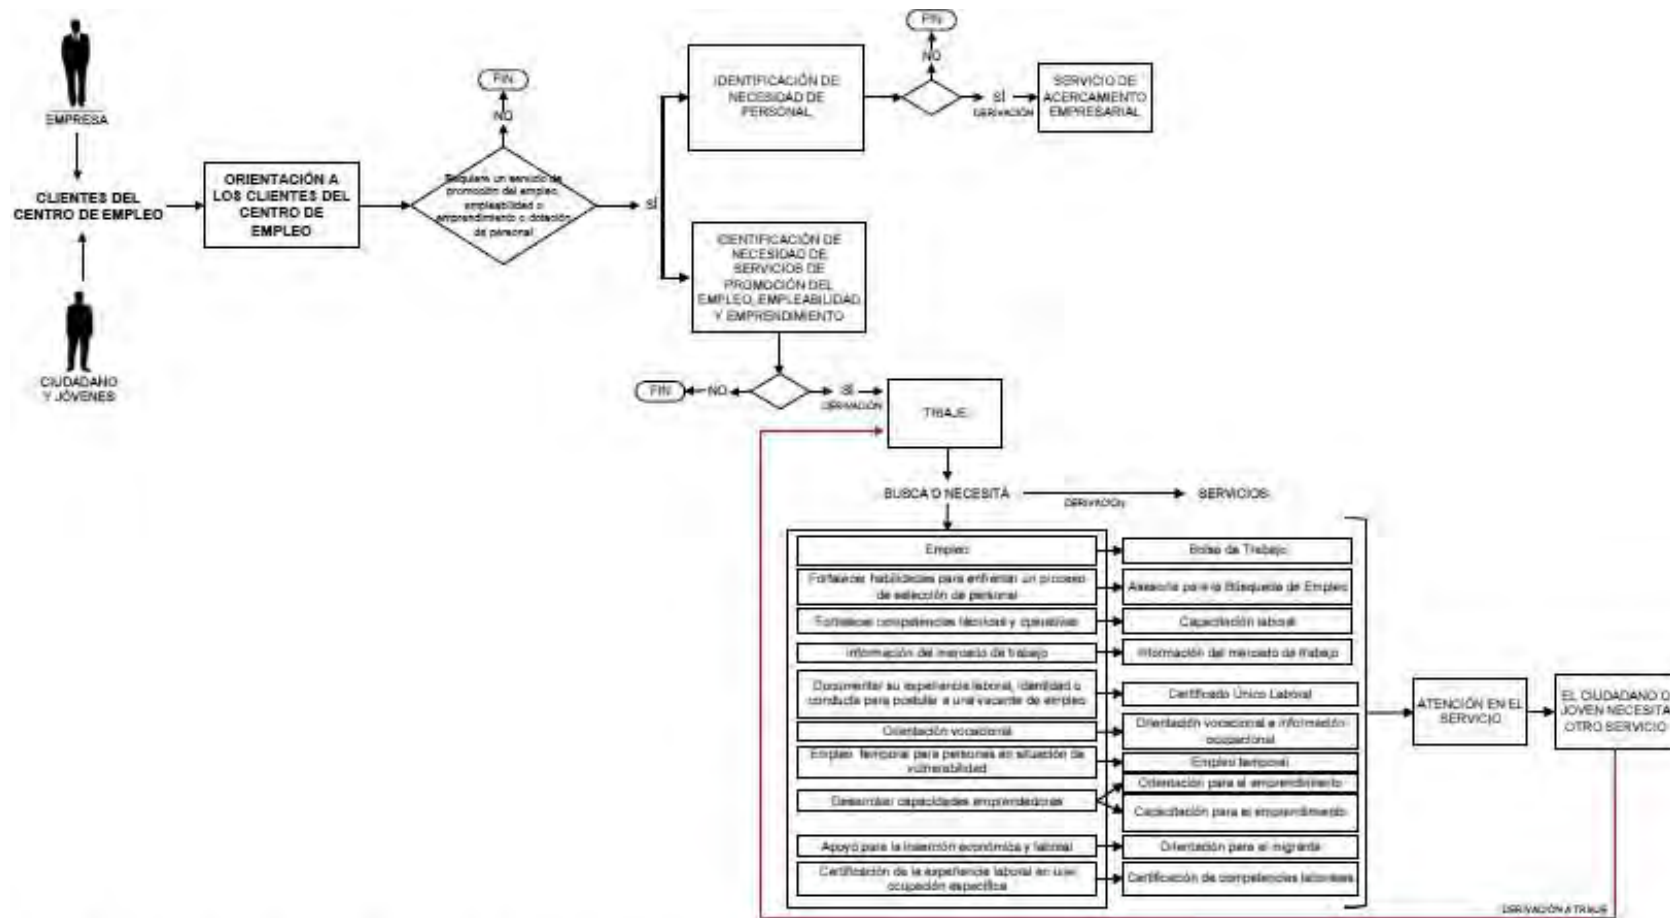 EMPRESA
CLIENTES DEL
CENTRO DE EMPLEO
CIUDADANO
Y JÓVENES
ORIENTACIÓN A
LOS CLIENTES DEL
CENTRO DE
EMPLEO
FIN
NO
Requiere un servicio de
promoción del empleo,
empleabilidad o
emprendimiento o dotación
de personal
SÍ
IDENTIFICACIÓN DE
NECESIDAD DE
PERSONAL
FIN
NO
SÍ
DERIVACIÓN
SERVICIO DE
ACERCAMIENTO
EMPRESARIAL
IDENTIFICACIÓN DE
NECESIDAD DE
SERVICIOS DE
PROMOCIÓN DEL
EMPLEO, EMPLEABILIDAD
Y EMPRENDIMIENTO
FIN
NO
SÍ
DERIVACIÓN
TRIAJE
BUSCA O NECESITA
DERIVACIÓN
SERVICIOS
Empleo
Bolsa de Trabajo
Fortalecer habilidades para enfrentar un proceso
de selección de personal
Asesoría para la Búsqueda de Empleo
Fortalecer competencias técnicas y operativas
Capacitación laboral
Información del mercado de trabajo
Información del mercado de trabajo
Documentar su experiencia laboral, identidad o
conducta para postular a una vacante de empleo
Certificado Único Laboral
Orientación vocacional
Orientación vocacional e información
ocupacional
Empleo temporal para personas en situación de
vulnerabilidad
Empleo temporal
Desarrollar capacidades emprendedoras
Orientación para el emprendimiento
Capacitación para el emprendimiento
Apoyo para la inserción económica y laboral
Orientación para el migrante
Certificación de la experiencia laboral en una
ocupación específica
Certificación de competencias laborales
ATENCIÓN EN EL
SERVICIO
EL CIUDADANO O
JOVEN NECESITA
OTRO SERVICIO
DERIVACIÓN A TRIAJE